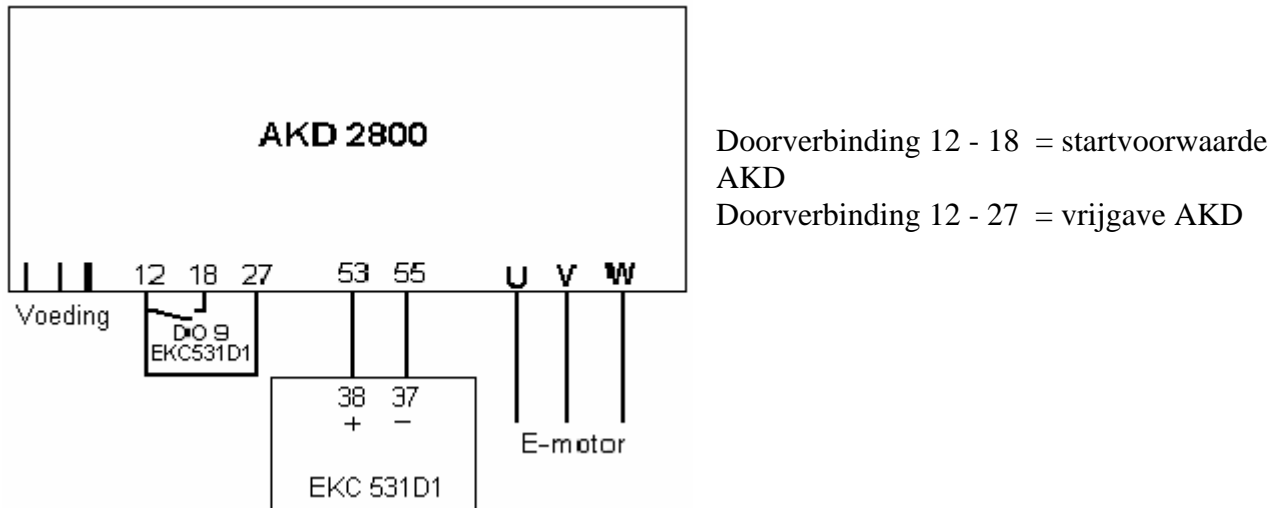 AKD 2800
12 18 27 53 55 U V W
Voeding
DO 9
EKC531D1
38 37
+ −
E-motor
EKC 531D1
Doorverbinding 12 - 18 = startvoorwaarde
AKD
Doorverbinding 12 - 27 = vrijgave AKD